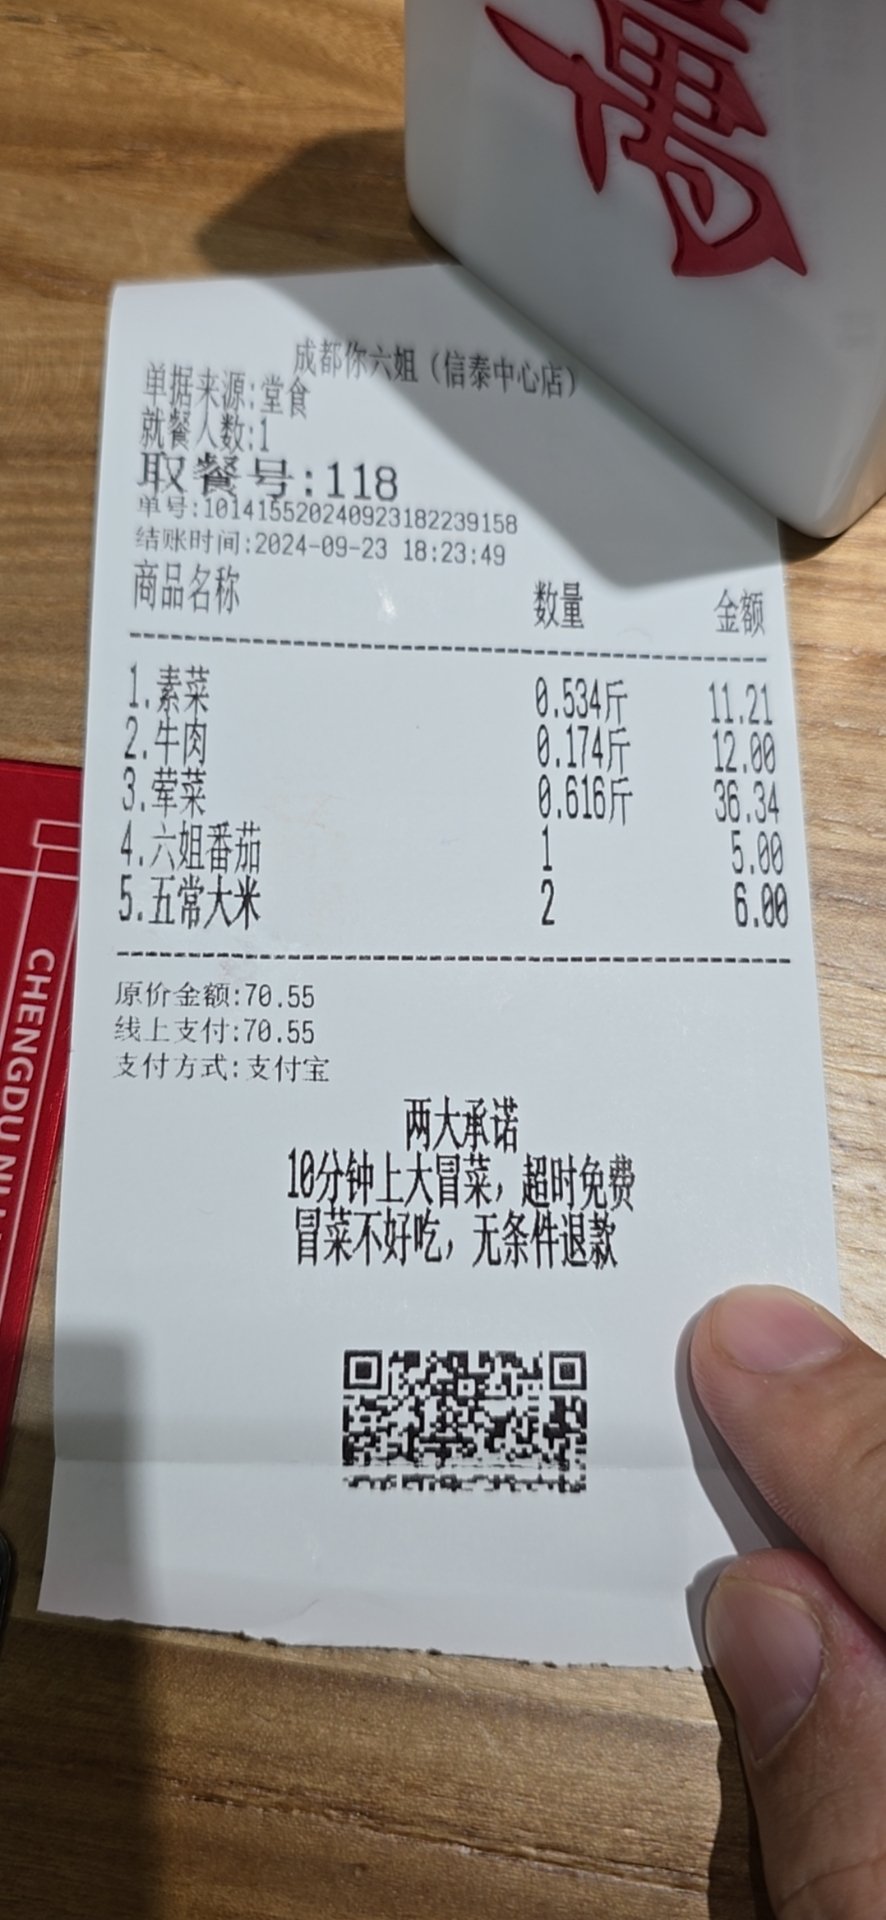 成都你六姐（信泰中心店）
单据来源:堂食
就餐人数:1
取餐号:118
单号:101415520240923182239158
结账时间:2024-09-23 18:23:49
商品名称 数量 金额
1.素菜 0.534斤 11.21
2.牛肉 0.174斤 12.00
3.荤菜 0.616斤 36.34
4.六姐番茄 1 5.00
5.五常大米 2 6.00
原价金额:70.55
线上支付:70.55
支付方式:支付宝
两大承诺
10分钟上大冒菜，超时免费
冒菜不好吃，无条件退款
CHENGDU